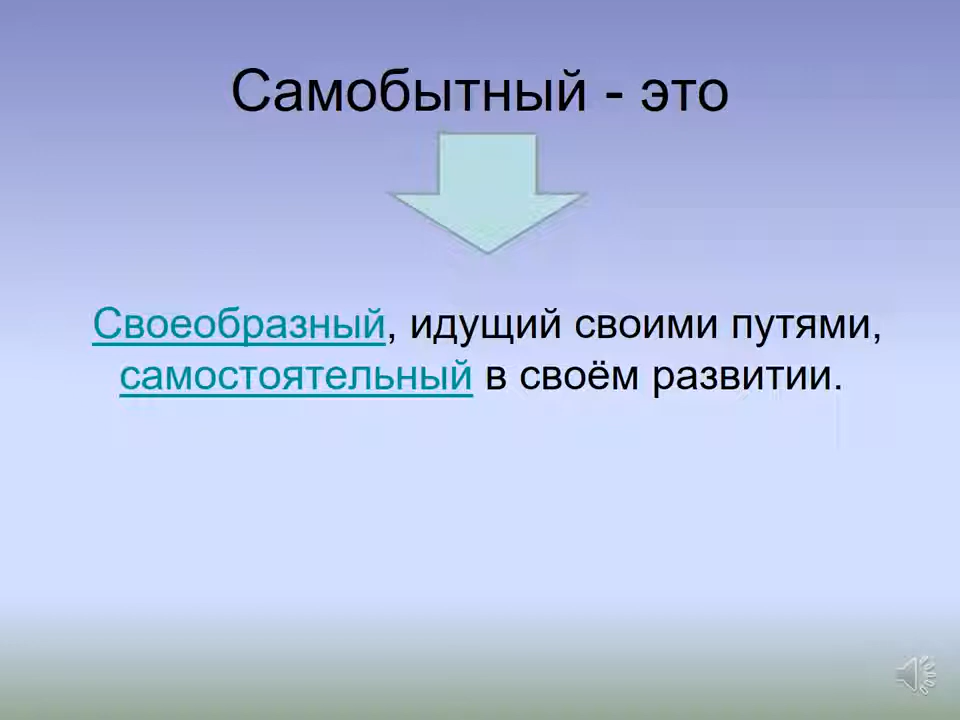 Самобытный - это
Своеобразный, идущий своими путями,
самостоятельный в своём развитии.